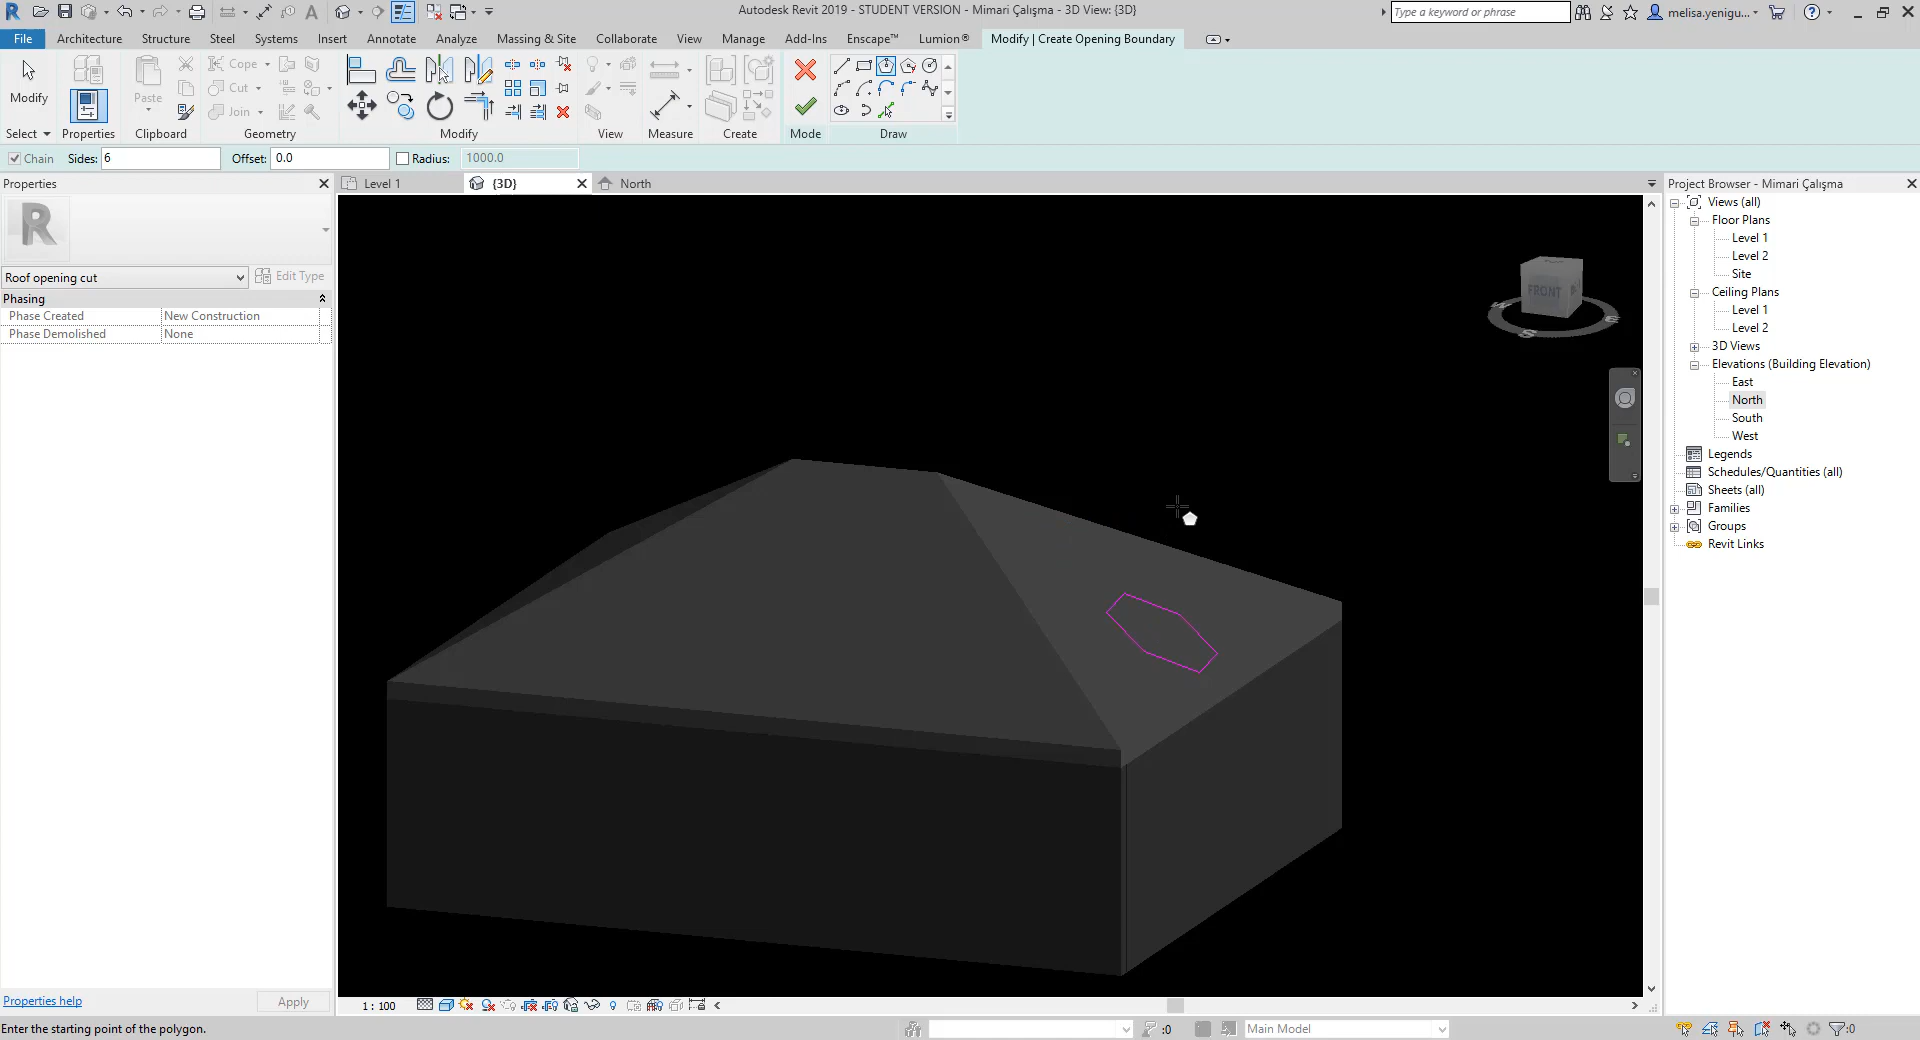 Autodesk Revit 2019 - STUDENT VERSION - Mimari Çalışma - 3D View: {3D}
Type a keyword or phrase
melisa.yenigu...
File Architecture Structure Steel Systems Insert Annotate Analyze Massing & Site Collaborate View Manage Add-Ins Enscape™ Lumion® Modify | Create Opening Boundary
Modify
Properties
Paste
Cope
Cut
Join
Select
Properties
Clipboard
Geometry
Modify
View
Measure
Create
Mode
Draw
Chain Sides: 6 Offset: 0.0 Radius: 1000.0
Properties
Level 1
{3D}
North
Project Browser - Mimari Çalışma
R
Roof opening cut
Edit Type
Phasing
Phase Created New Construction
Phase Demolished None
Views (all)
Floor Plans
Level 1
Level 2
Site
Ceiling Plans
Level 1
Level 2
3D Views
Elevations (Building Elevation)
East
North
South
West
Legends
Schedules/Quantities (all)
Sheets (all)
Families
Groups
Revit Links
FRONT
S
E
Properties help
Apply
1 : 100
Enter the starting point of the polygon.
:0
Main Model
:0